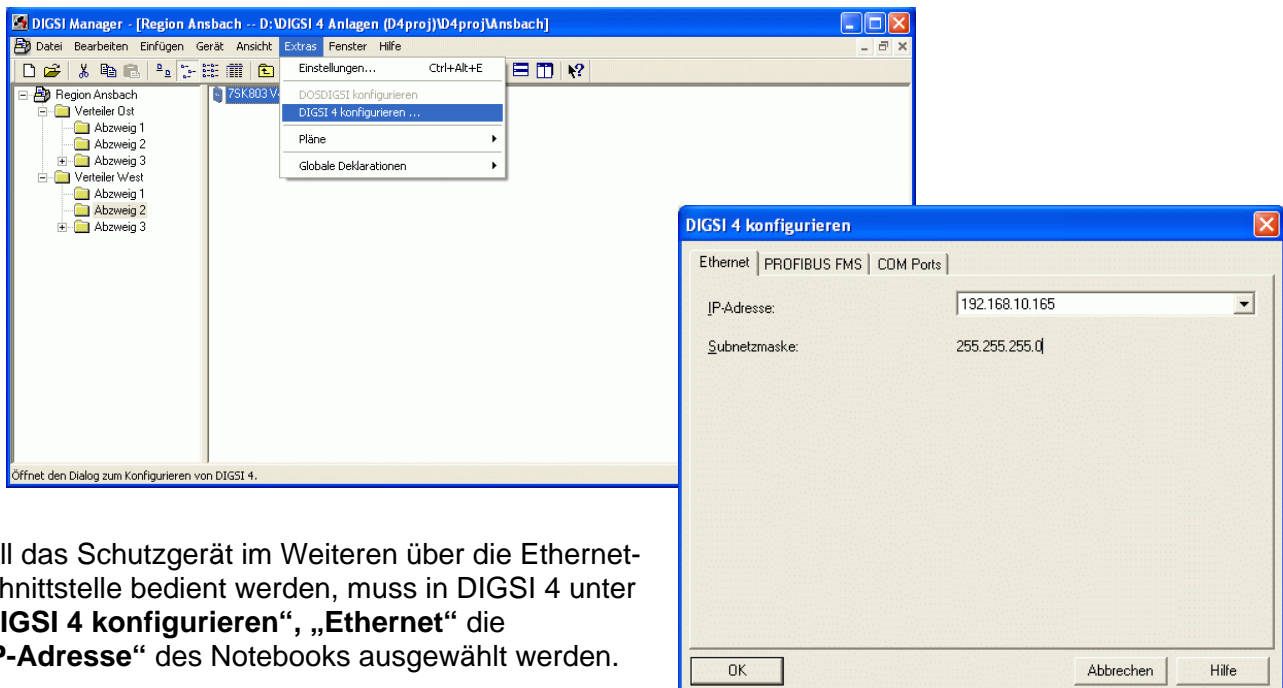 DIGSI Manager - [Region Ansbach -- D:\DIGSI 4 Anlagen (D4proj)\D4proj\Ansbach]
Datei Bearbeiten Einfügen Gerät Ansicht Extras Fenster Hilfe
Einstellungen... Ctrl+Alt+E
DOSDIGSI konfigurieren
DIGSI 4 konfigurieren ...
Pläne
Globale Deklarationen
Region Ansbach
Verteiler Ost
Abzweig 1
Abzweig 2
Abzweig 3
Verteiler West
Abzweig 1
Abzweig 2
Abzweig 3
7SK803 V4
Öffnet den Dialog zum Konfigurieren von DIGSI 4.
DIGSI 4 konfigurieren
Ethernet PROFIBUS FMS COM Ports
IP-Adresse: 192.168.10.165
Subnetzmaske: 255.255.255.0
OK Abbrechen Hilfe
ll das Schutzgerät im Weiteren über die Ethernet-
hnittstelle bedient werden, muss in DIGSI 4 unter
IGSI 4 konfigurieren“, „Ethernet“ die
P-Adresse“ des Notebooks ausgewählt werden.